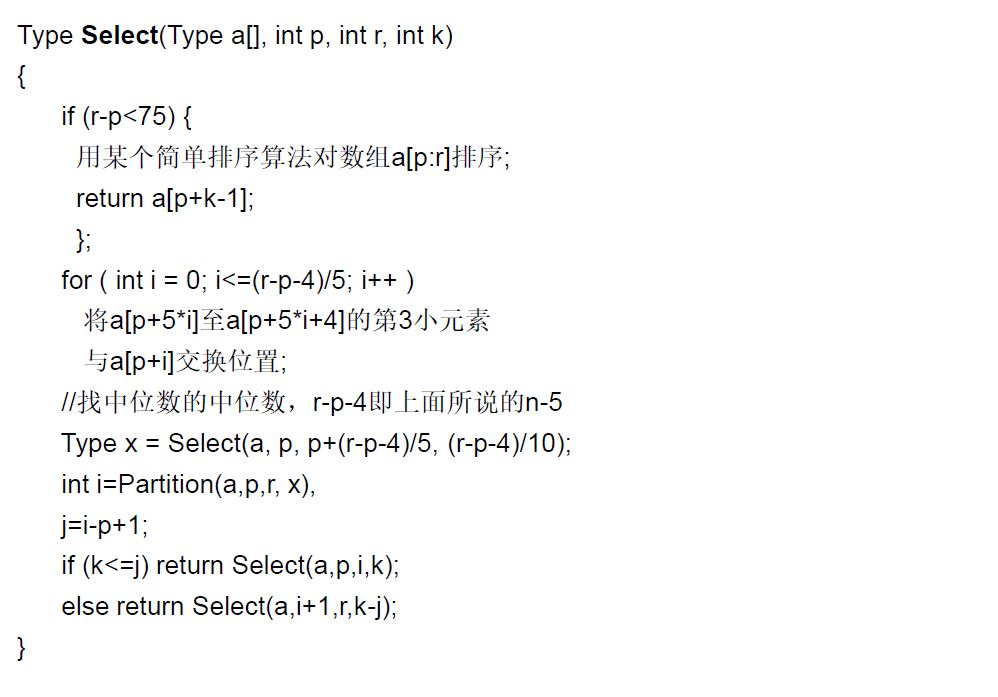 Type Select(Type a[], int p, int r, int k)
{
if (r-p<75) {
用某个简单排序算法对数组a[p:r]排序;
return a[p+k-1];
};
for ( int i = 0; i<=(r-p-4)/5; i++ )
将a[p+5*i]至a[p+5*i+4]的第3小元素
与a[p+i]交换位置;
//找中位数的中位数，r-p-4即上面所说的n-5
Type x = Select(a, p, p+(r-p-4)/5, (r-p-4)/10);
int i=Partition(a,p,r, x),
j=i-p+1;
if (k<=j) return Select(a,p,i,k);
else return Select(a,i+1,r,k-j);
}